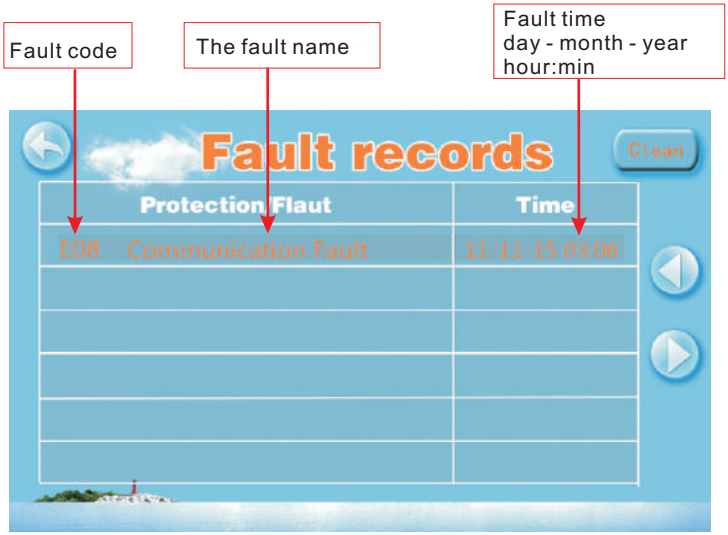 Fault code
The fault name
Fault time
day - month - year
hour:min
Fault records
Clean
Protection/Flaut
Time
E08 Communication Fault 11-11-15 03:06